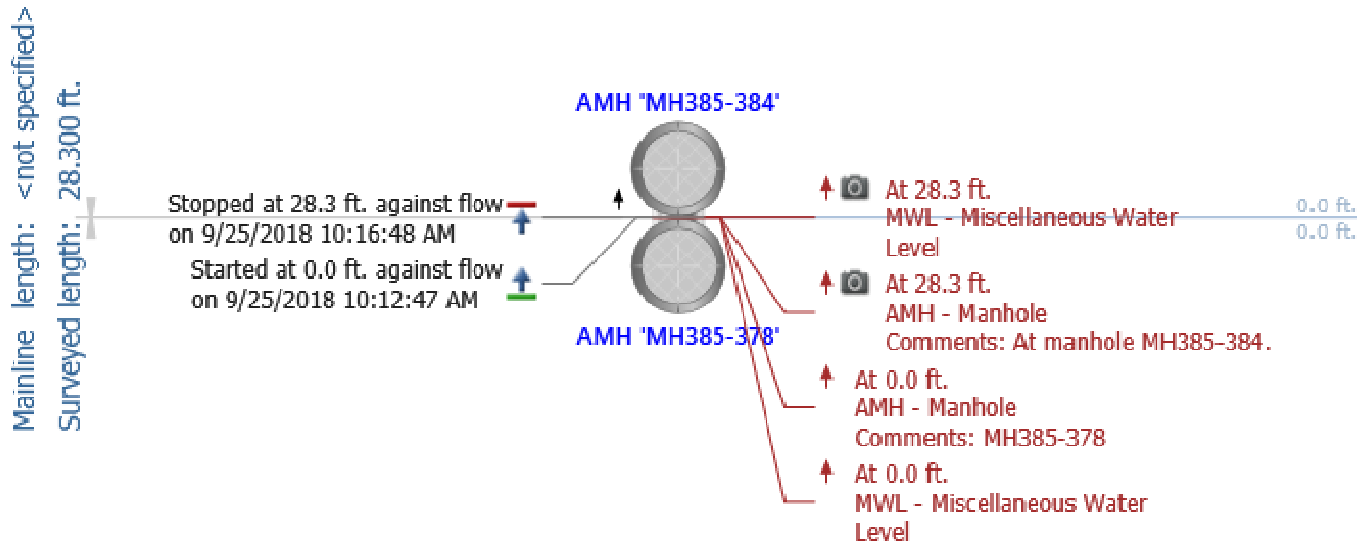 Mainline length: <not specified>
Surveyed length: 28.300 ft.
AMH 'MH385-384'
Stopped at 28.3 ft. against flow
on 9/25/2018 10:16:48 AM
Started at 0.0 ft. against flow
on 9/25/2018 10:12:47 AM
AMH 'MH385-378'
At 28.3 ft.
MWL - Miscellaneous Water
Level
At 28.3 ft.
AMH - Manhole
Comments: At manhole MH385-384.
At 0.0 ft.
AMH - Manhole
Comments: MH385-378
At 0.0 ft.
MWL - Miscellaneous Water
Level
0.0 ft.
0.0 ft.